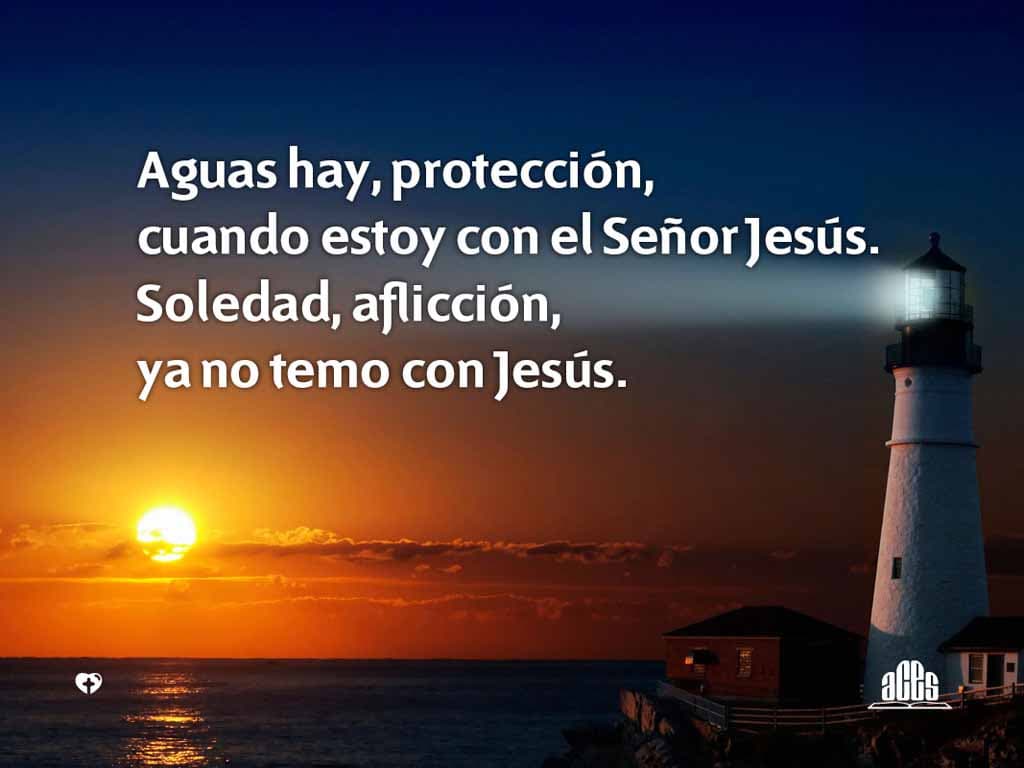 Aguas hay, protección,
cuando estoy con el Señor Jesús.
Soledad, aflicción,
ya no temo con Jesús.
aces